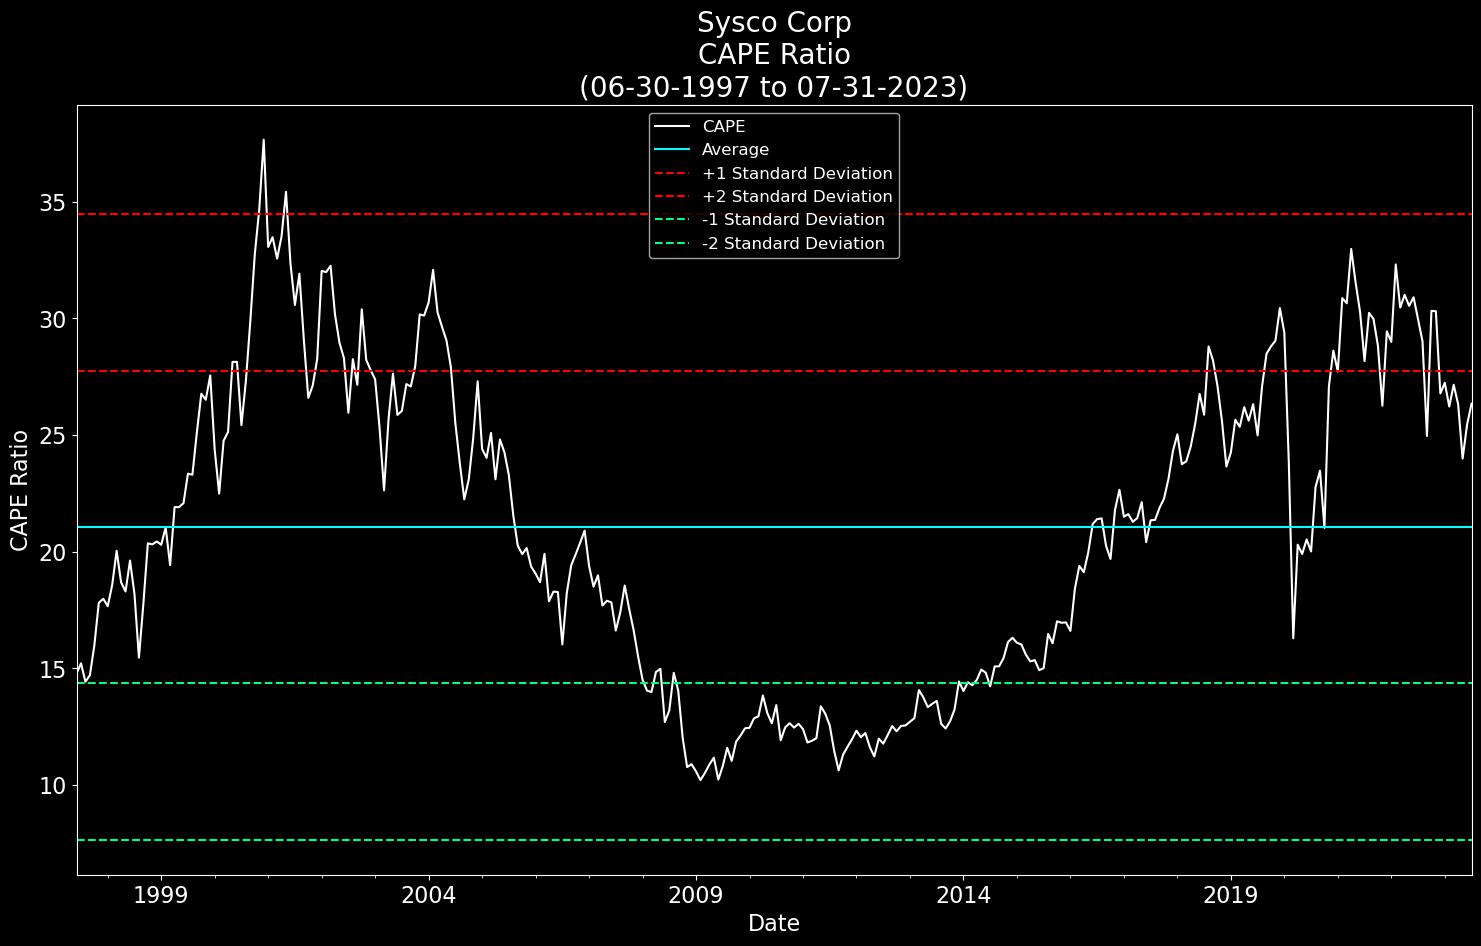 Sysco Corp
CAPE Ratio
(06-30-1997 to 07-31-2023)
CAPE
Average
+1 Standard Deviation
+2 Standard Deviation
-1 Standard Deviation
-2 Standard Deviation
CAPE Ratio
35
30
25
20
15
10
1999 2004 2009 2014 2019
Date